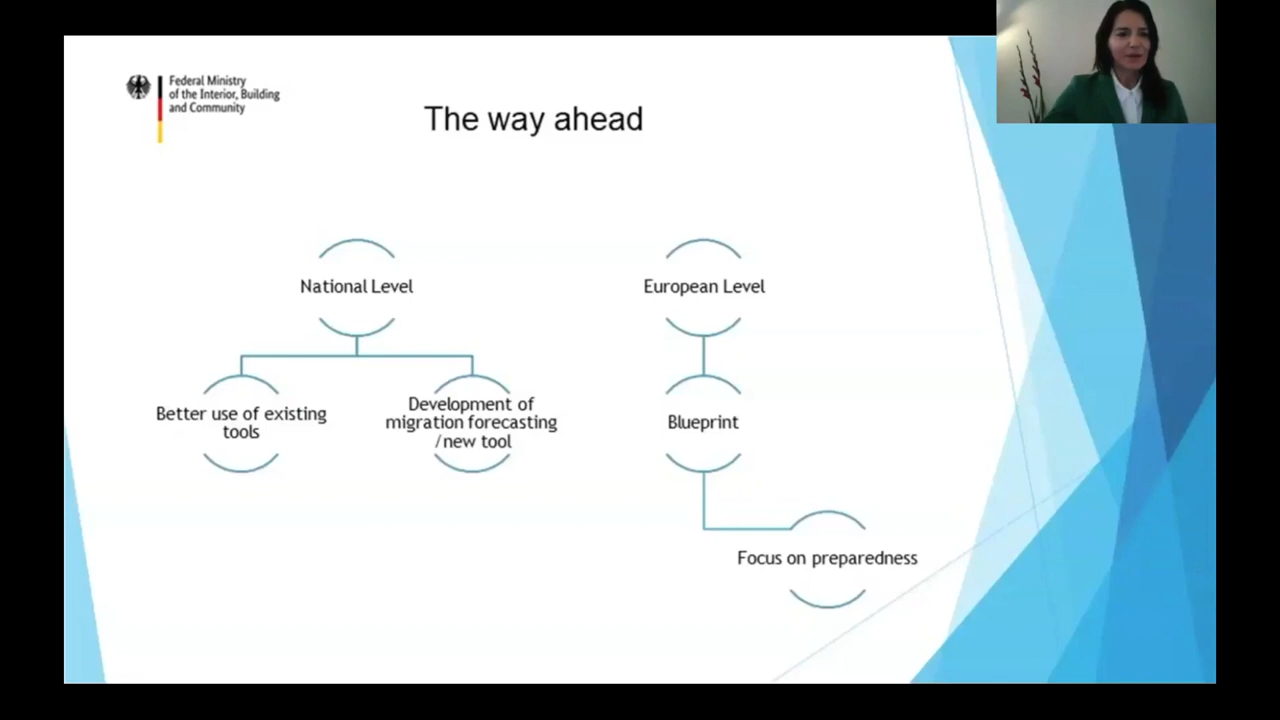 Federal Ministry
of the Interior, Building
and Community
The way ahead
National Level
European Level
Better use of existing
tools
Development of
migration forecasting
/new tool
Blueprint
Focus on preparedness